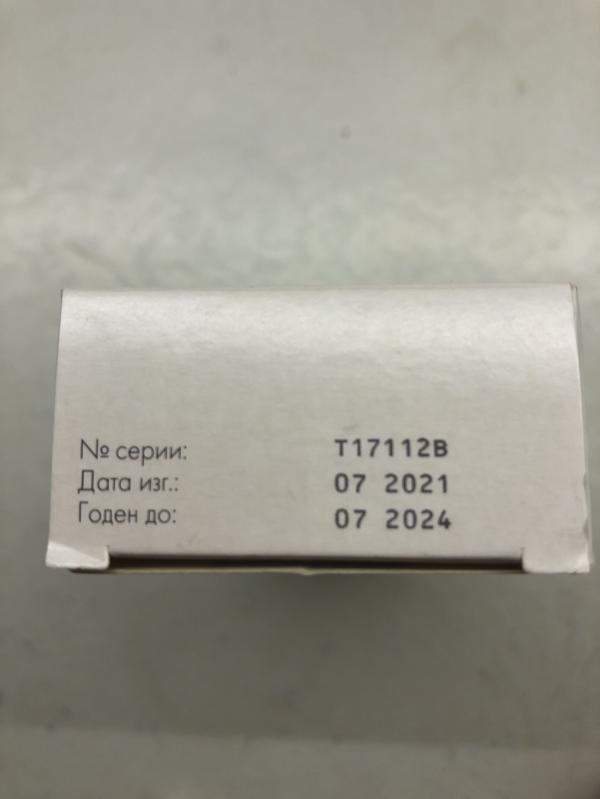 № серии: T17112B
Дата изг.: 07 2021
Годен до: 07 2024